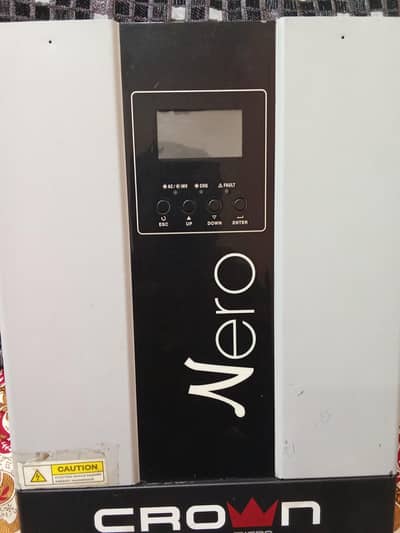 AC/ INV CHG FAULT
ESC UP DOWN ENTER
Nero
CAUTION
CROWN